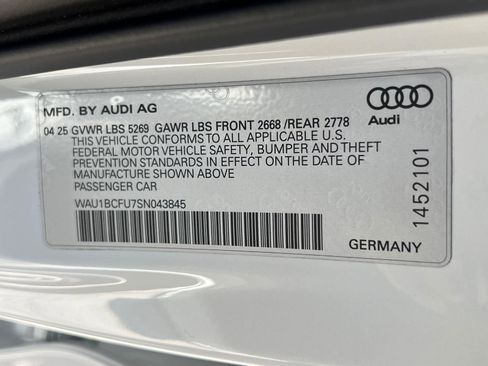 MFD. BY AUDI AG
04 25 GVWR LBS 5269 GAWR LBS FRONT 2668 /REAR 2778
THIS VEHICLE CONFORMS TO ALL APPLICABLE U.S.
FEDERAL MOTOR VEHICLE SAFETY, BUMPER AND THEFT
PREVENTION STANDARDS IN EFFECT ON THE DATE OF
MANUFACTURE SHOWN ABOVE
PASSENGER CAR
WAU1BCFU7SN043845
Audi
1452101
GERMANY